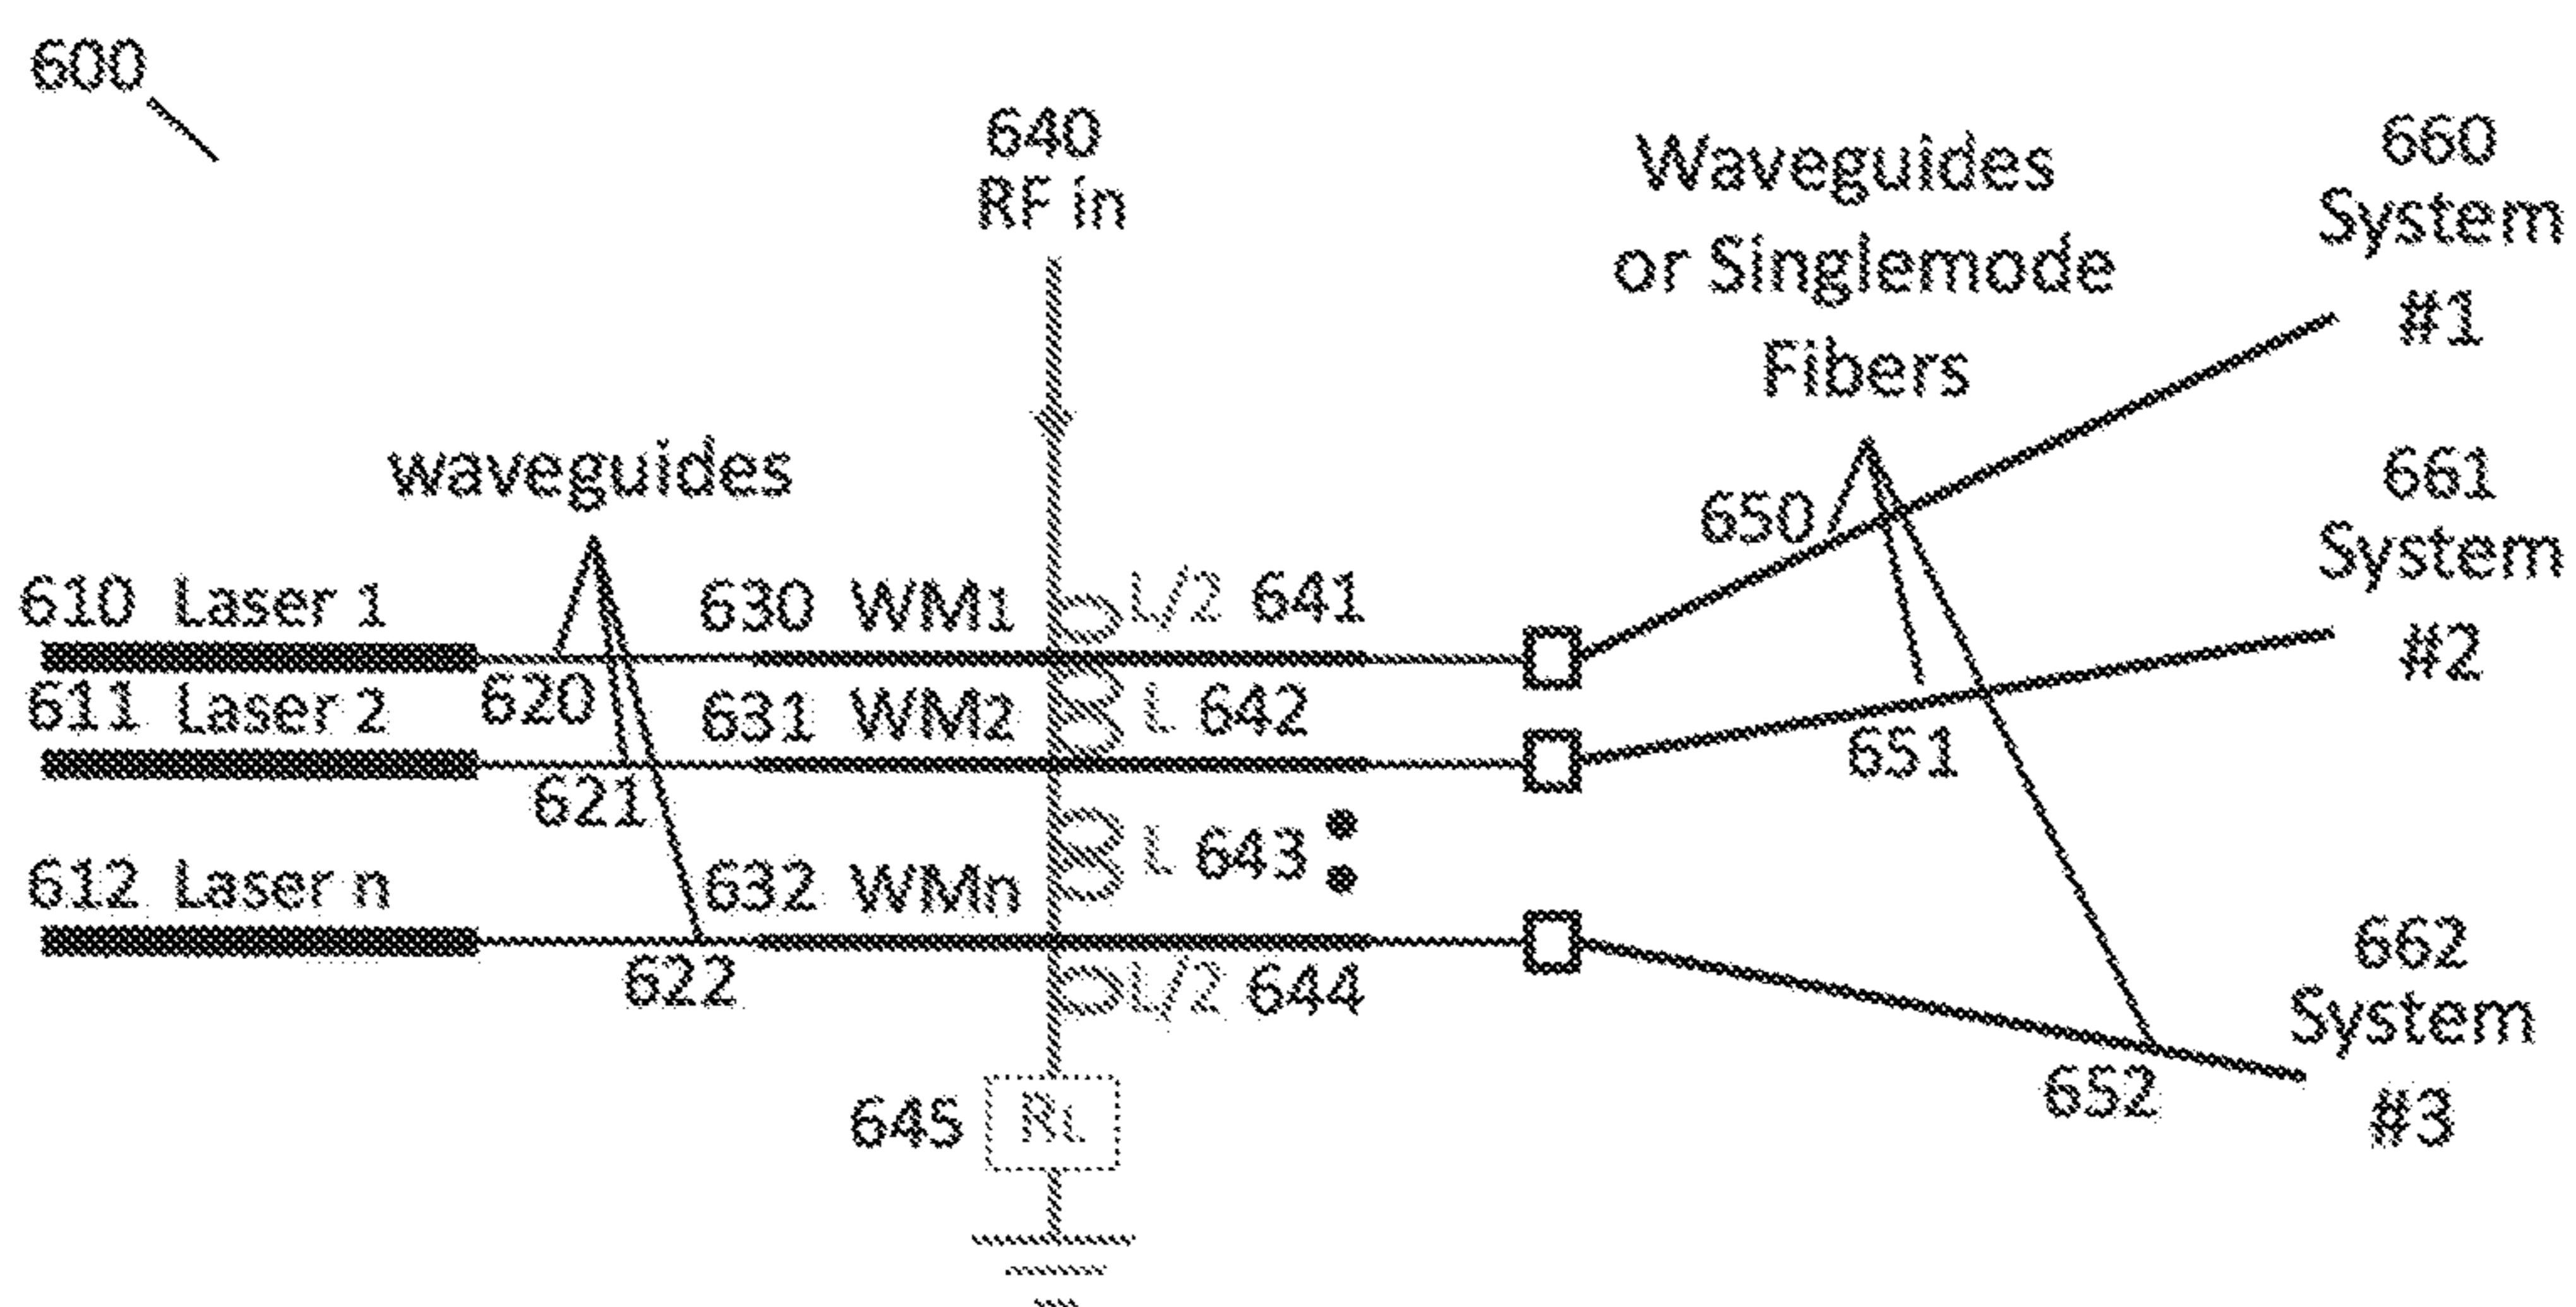 600
640
RF in
Waveguides
or Singlemode
Fibers
660
System
#1
waveguides
650
661
System
#2
610 Laser 1
630 WM1
L/2 641
620
611 Laser 2
631 WM2
L 642
651
621
L 643
612 Laser n
632 WMn
662
System
#3
622
L/2 644
652
645
RL